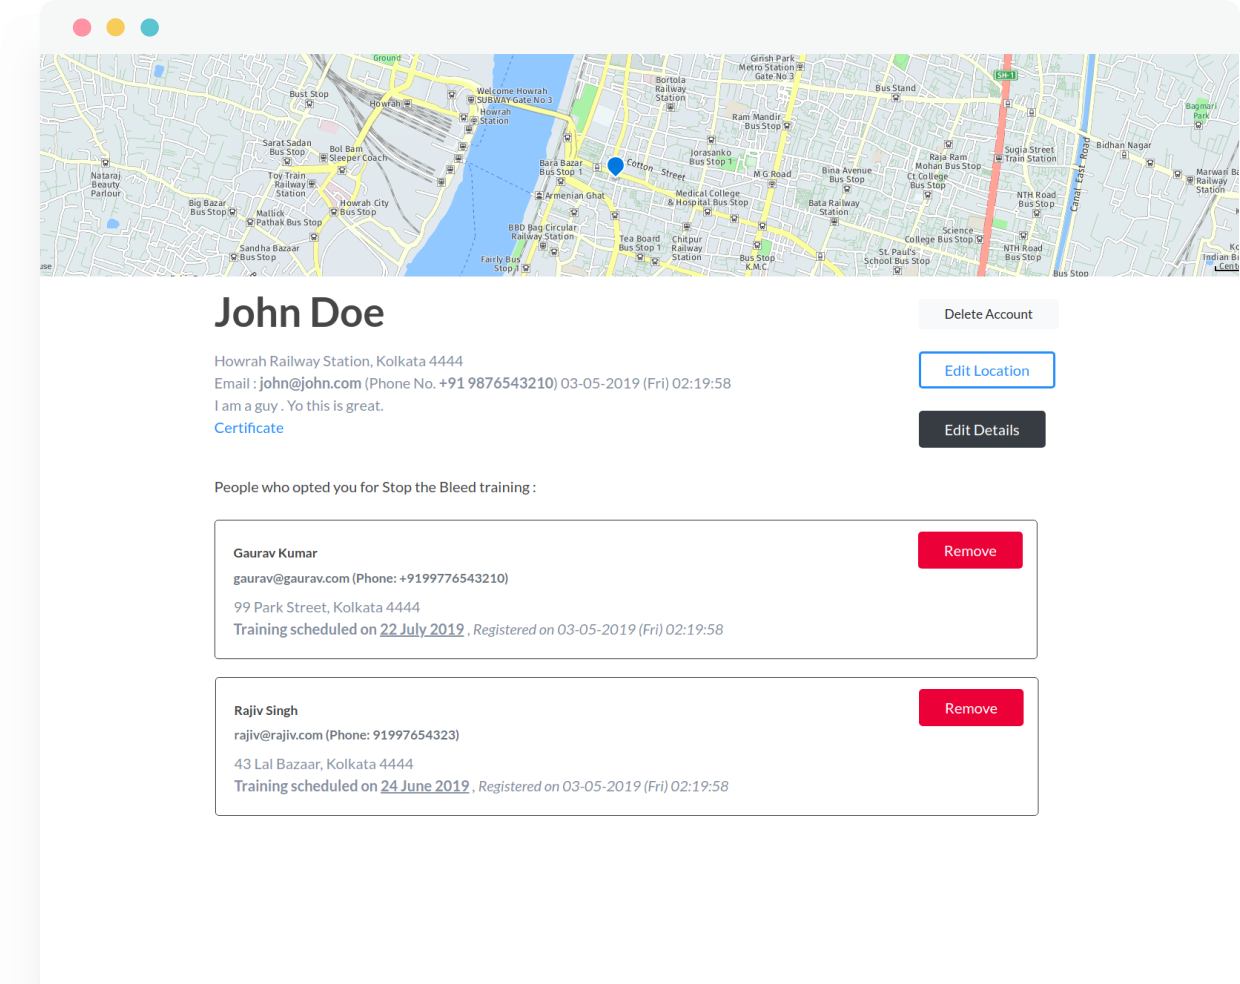 Ground
Girish Park
Metro Station
Gate No 3
SH-1
Bortola
Railway
Station
Bus Stand
Bust Stop
Howrah
Welcome Howrah
SUBWAY Gate No 3
Howrah
Station
Bagmari
Park
Ram Mandir
Bus Stop
Sarat Sadan
Bus Stop
Bol Bam
Sleeper Coach
Jorasanko
Bus Stop 1
Raja Ram
Mohan Bus Stop
Sugia Street
Train Station
Bidhan Nagar
Canal East Road
Nataraj
Beauty
Parlour
Toy Train
Railway
Station
Bara Bazar
Bus Stop 1
Cotton Street
M G Road
Bina Avenue
Bus Stop
Ct College
Bus Stop
Marwan Ba
Railway
Station
Big Bazar
Bus Stop
Mallick
Pathak Bus Stop
Howrah City
Bus Stop
Armenian Ghat
Medical College
& Hospital Bus Stop
Bata Railway
Station
NTH Road
Bus Stop
BBD Bag Circular
Railway Station
Tea Board
Bus Stop 1
Chitpur
Railway
Station
Science
College Bus Stop
Sandha Bazaar
Bus Stop
Fairly Bus
Stop 1
Bus Stop
K.M.C.
St. Paul's
School Bus Stop
NTH Road
Bus Stop
Bus Stop
Ko
Indian Bi
Cent
use
John Doe
Delete Account
Howrah Railway Station, Kolkata 4444
Edit Location
Email : john@john.com (Phone No. +91 9876543210) 03-05-2019 (Fri) 02:19:58
I am a guy . Yo this is great.
Certificate
Edit Details
People who opted you for Stop the Bleed training :
Gaurav Kumar
Remove
gaurav@gaurav.com (Phone: +9199776543210)
99 Park Street, Kolkata 4444
Training scheduled on 22 July 2019 , Registered on 03-05-2019 (Fri) 02:19:58
Rajiv Singh
Remove
rajiv@rajiv.com (Phone: 91997654323)
43 Lal Bazaar, Kolkata 4444
Training scheduled on 24 June 2019 , Registered on 03-05-2019 (Fri) 02:19:58